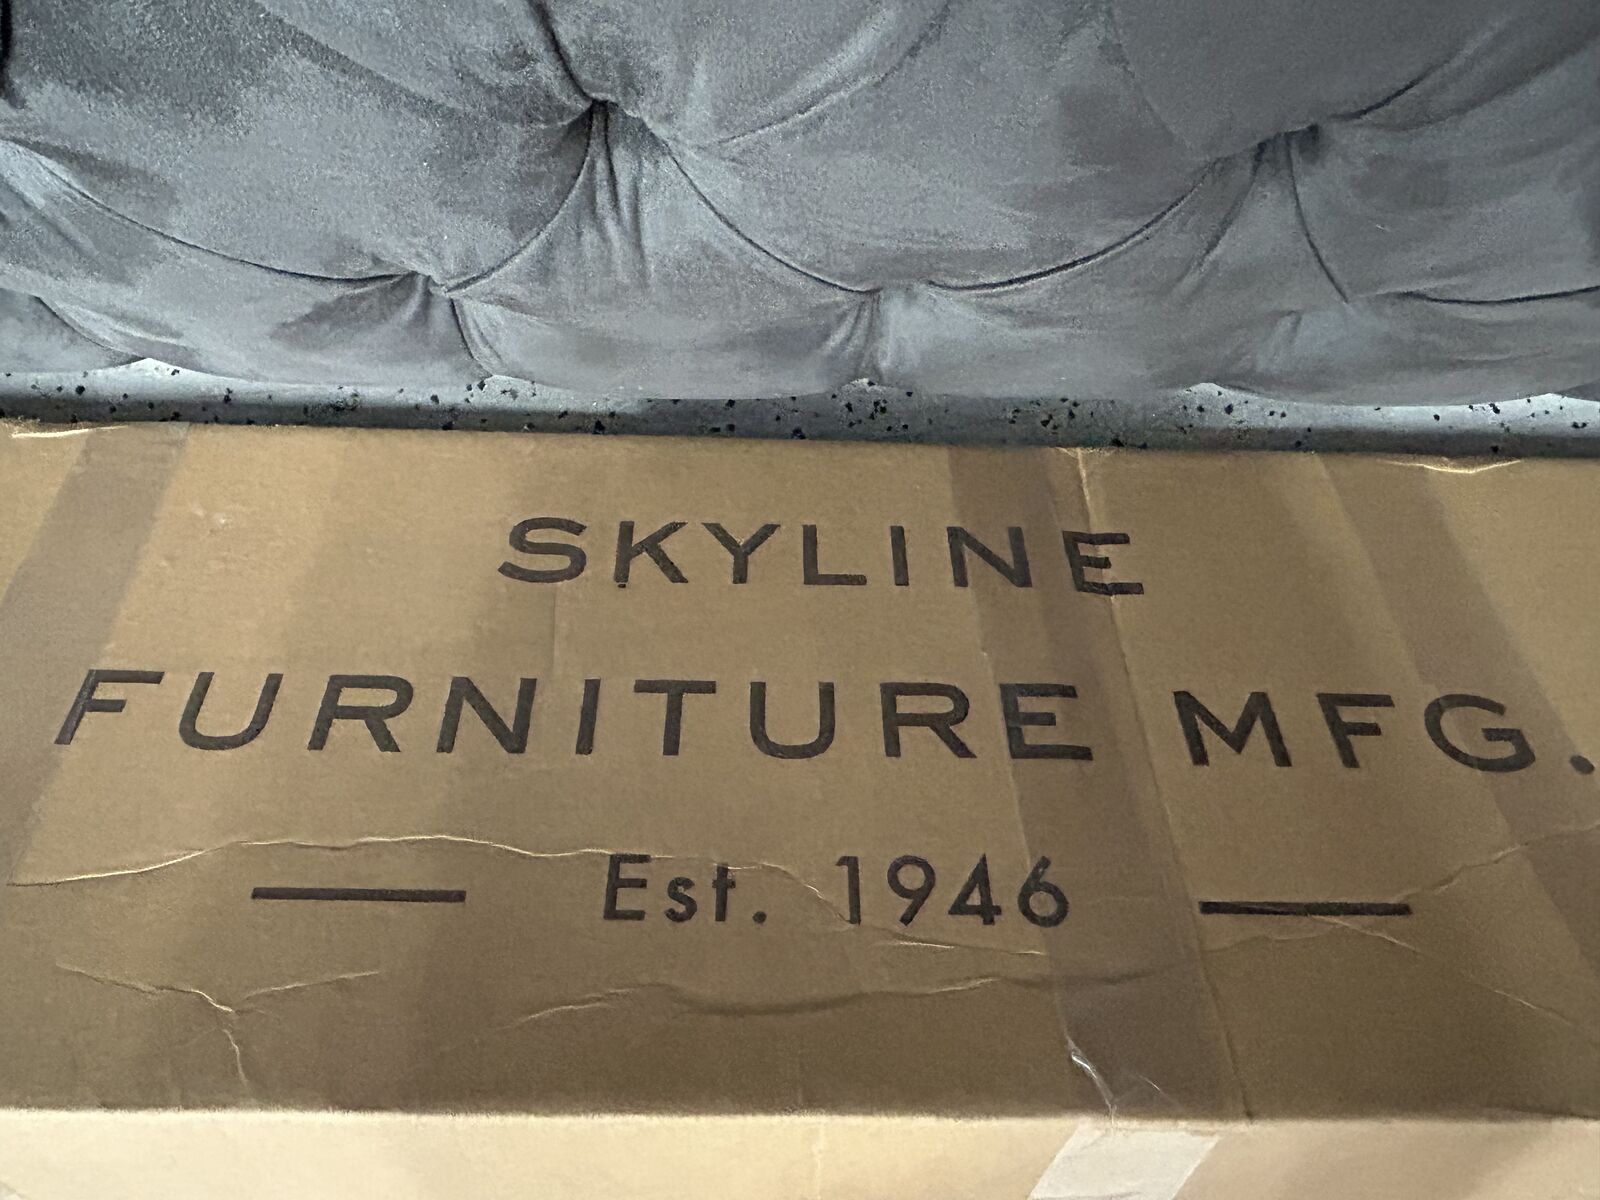 SKYLINE
FURNITURE MFG.
Est. 1946